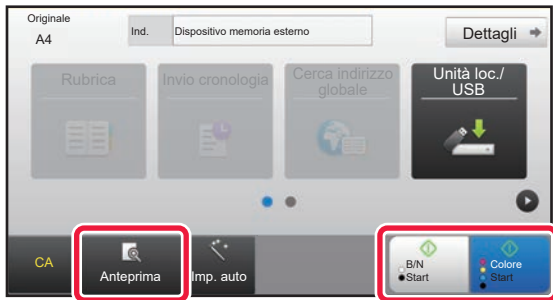 Originale
A4
Ind.
Dispositivo memoria esterno
Dettagli
Rubrica
Invio cronologia
Cerca indirizzo
globale
Unità loc./
USB
CA
Anteprima
Imp. auto
B/N
Start
Colore
Start